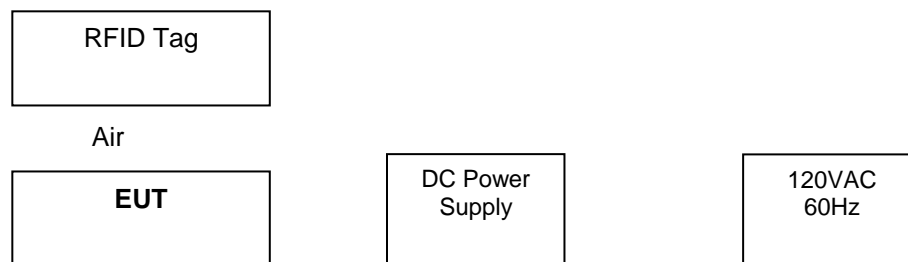 RFID Tag
Air
EUT
DC Power
Supply
120VAC
60Hz